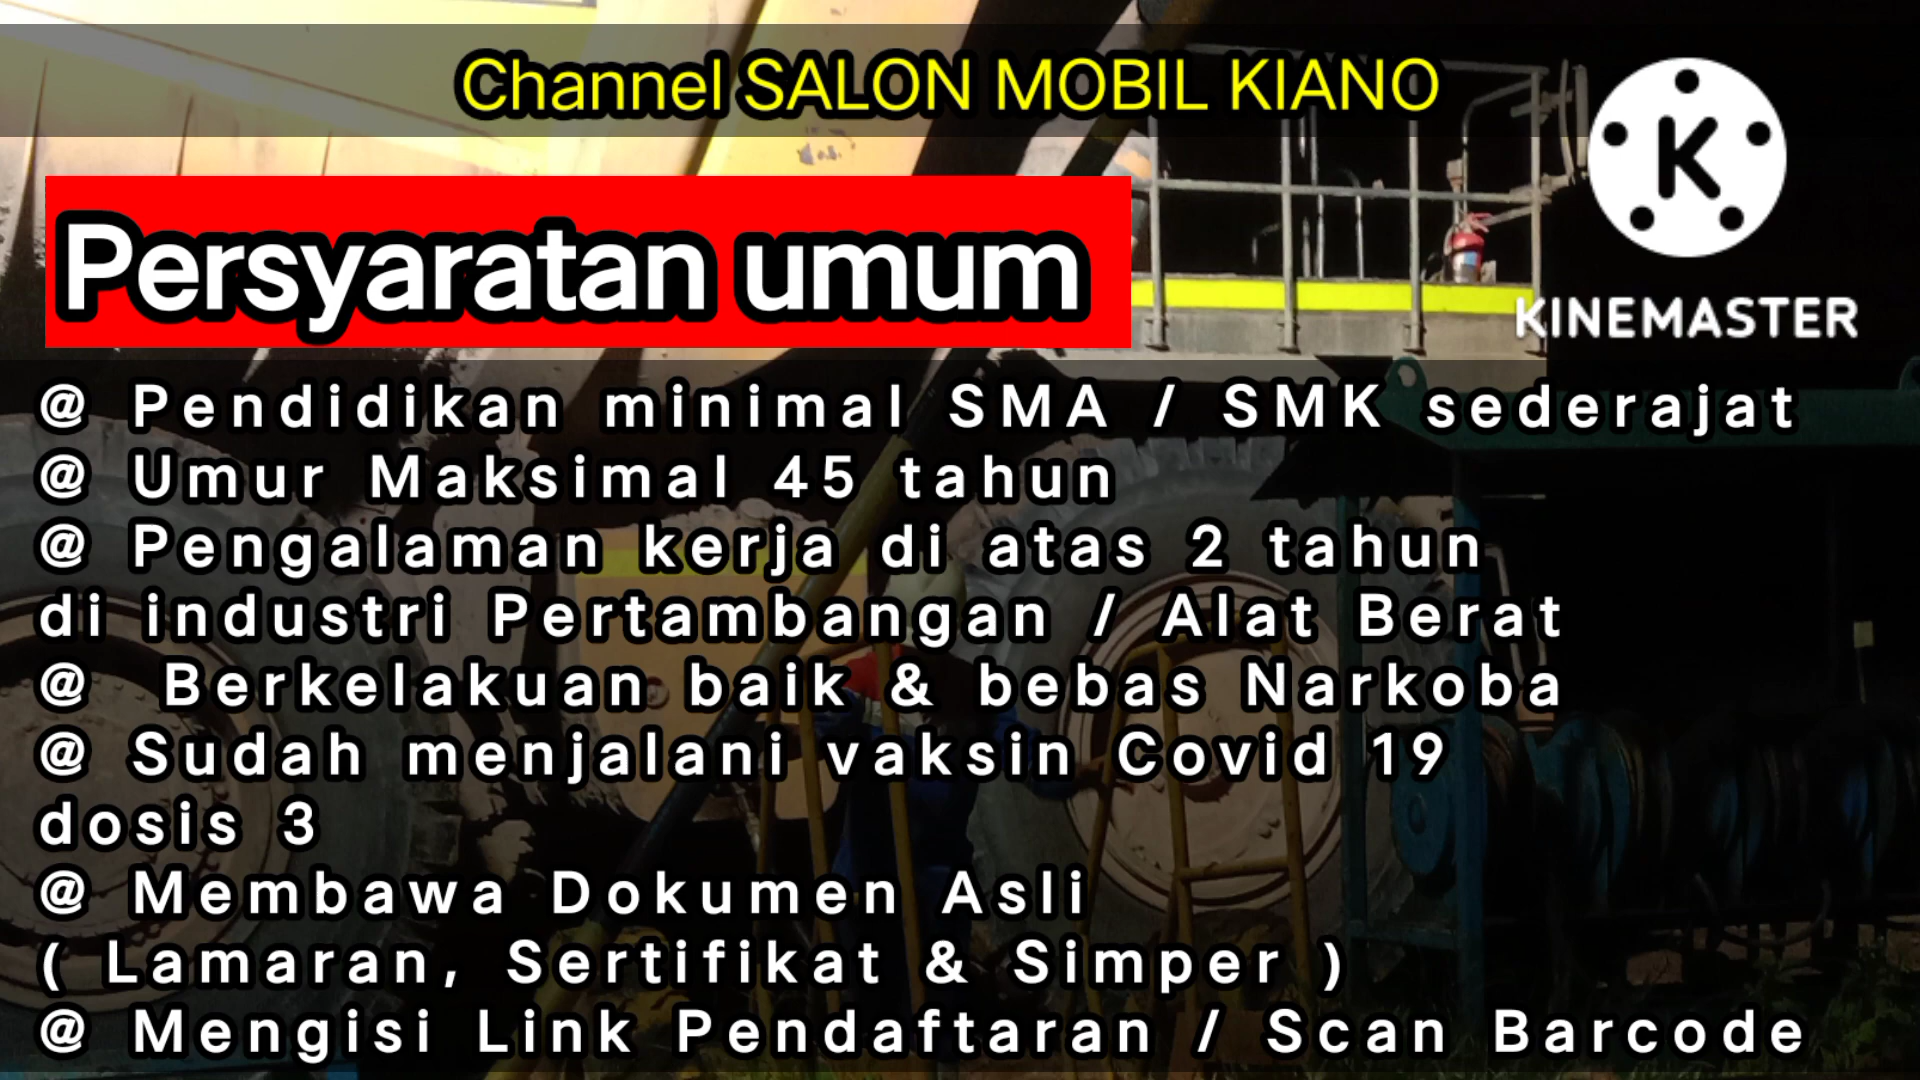 Channel SALON MOBIL KIANO
K
KINEMASTER
Persyaratan umum
@ Pendidikan minimal SMA / SMK sederajat
@ Umur Maksimal 45 tahun
@ Pengalaman kerja di atas 2 tahun
di industri Pertambangan / Alat Berat
@ Berkelakuan baik & bebas Narkoba
@ Sudah menjalani vaksin Covid 19
dosis 3
@ Membawa Dokumen Asli
( Lamaran, Sertifikat & Simper )
@ Mengisi Link Pendaftaran / Scan Barcode